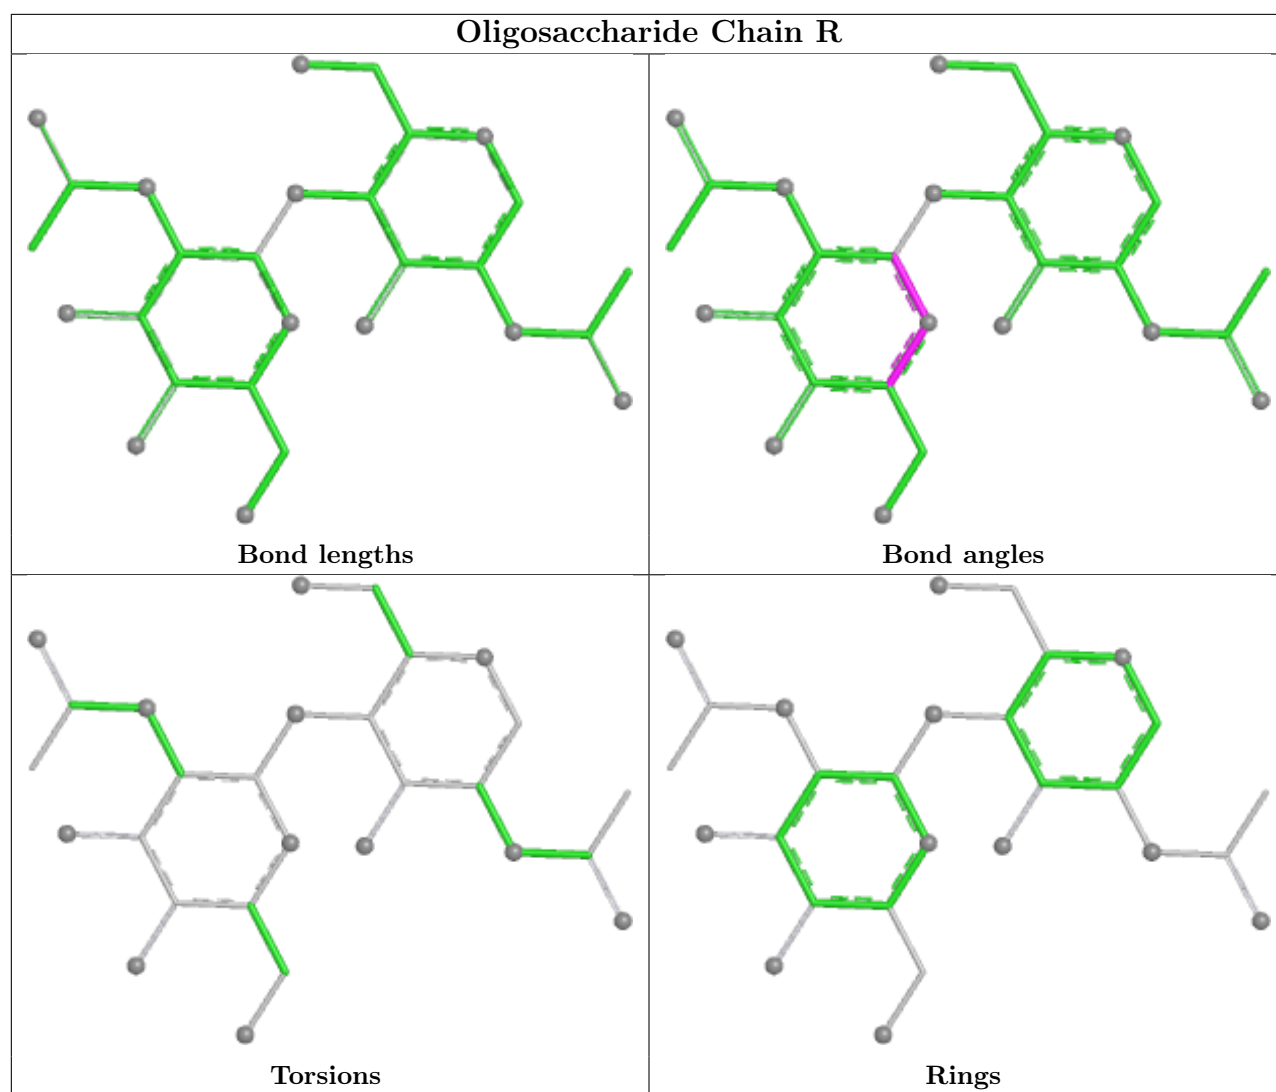 Oligosaccharide Chain R
Bond lengths
Bond angles
Torsions
Rings